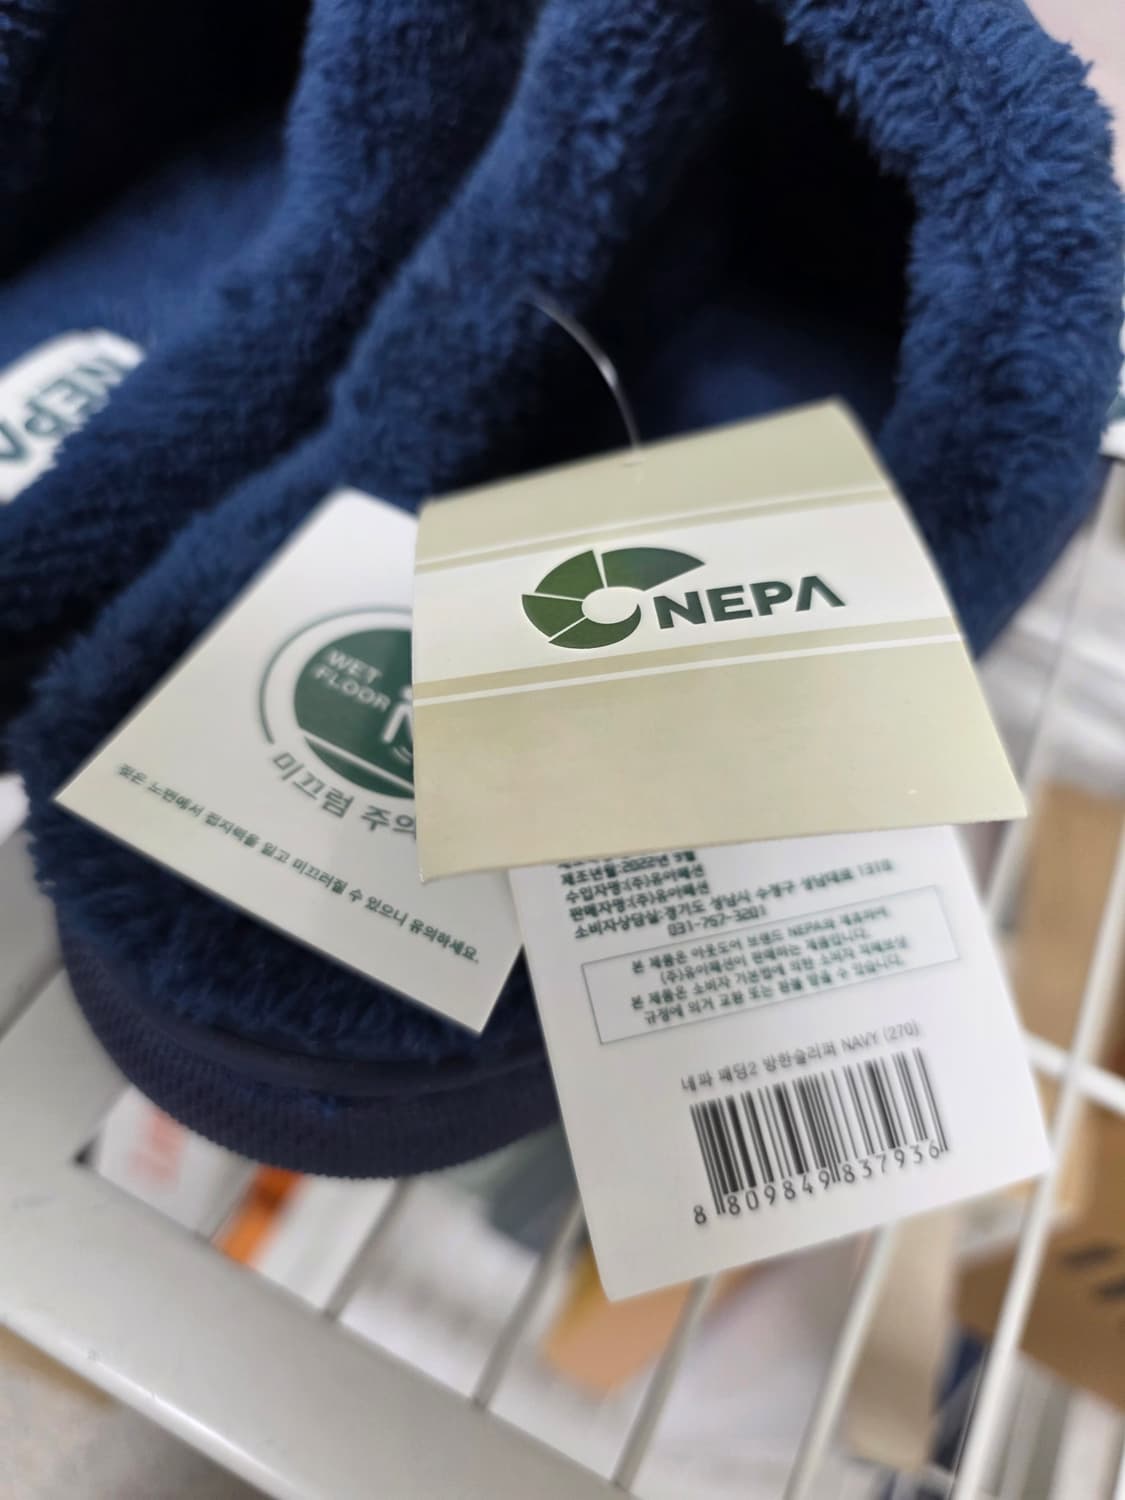 NEPA
NEPA
WET
FLOOR
미끄럼 주의
젖은 노면에서 접지력을 잃고 미끄러질 수 있으니 유의하세요.
제조년월:2022년 9월
수입자명:(주)유이패션
판매자명:(주)유이패션
소비자상담실:경기도 성남시 수정구 성남대로 1318
031-757-3201
본 제품은 아웃도어 브랜드 NEPA와 제휴하여
(주)유이패션이 판매하는 제품입니다.
본 제품은 소비자 기본법에 의한 소비자 피해보상
규정에 의거 교환 또는 환불 받을 수 있습니다.
네파 패딩2 방한슬리퍼 NAVY (270)
8 809849 837936